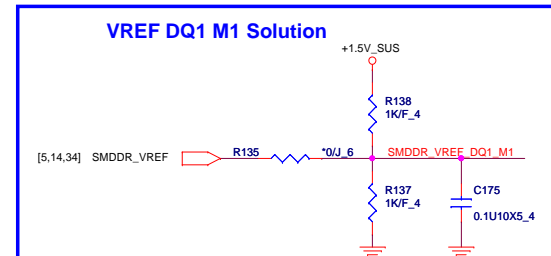 VREF DQ1 M1 Solution
+1.5V_SUS
R138
1K/F_4
[5,14,34] SMDDR_VREF R135 *0/J_6 SMDDR_VREF_DQ1_M1
R137
1K/F_4
C175
0.1U10X5_4